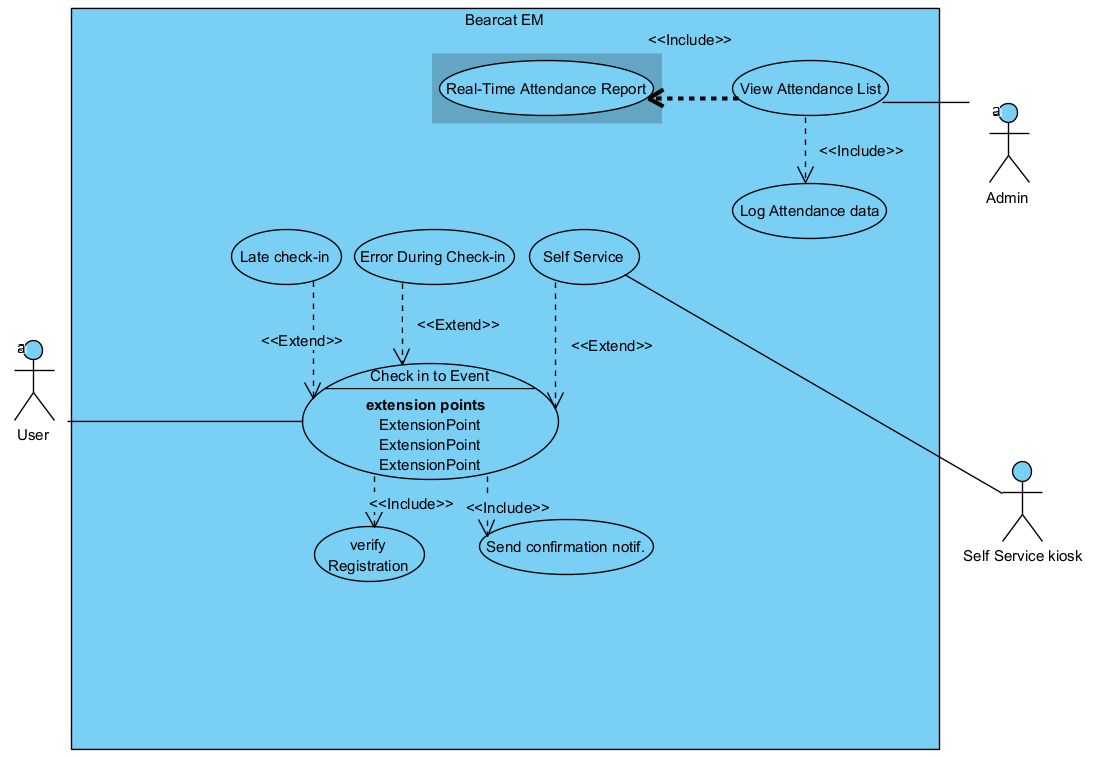 Bearcat EM
<<Include>>
Real-Time Attendance Report
View Attendance List
a
Admin
<<Include>>
Log Attendance data
Late check-in
Error During Check-in
Self Service
<<Extend>>
<<Extend>>
<<Extend>>
a
User
Check in to Event
extension points
ExtensionPoint
ExtensionPoint
ExtensionPoint
<<Include>>
<<Include>>
verify
Registration
Send confirmation notif.
Self Service kiosk